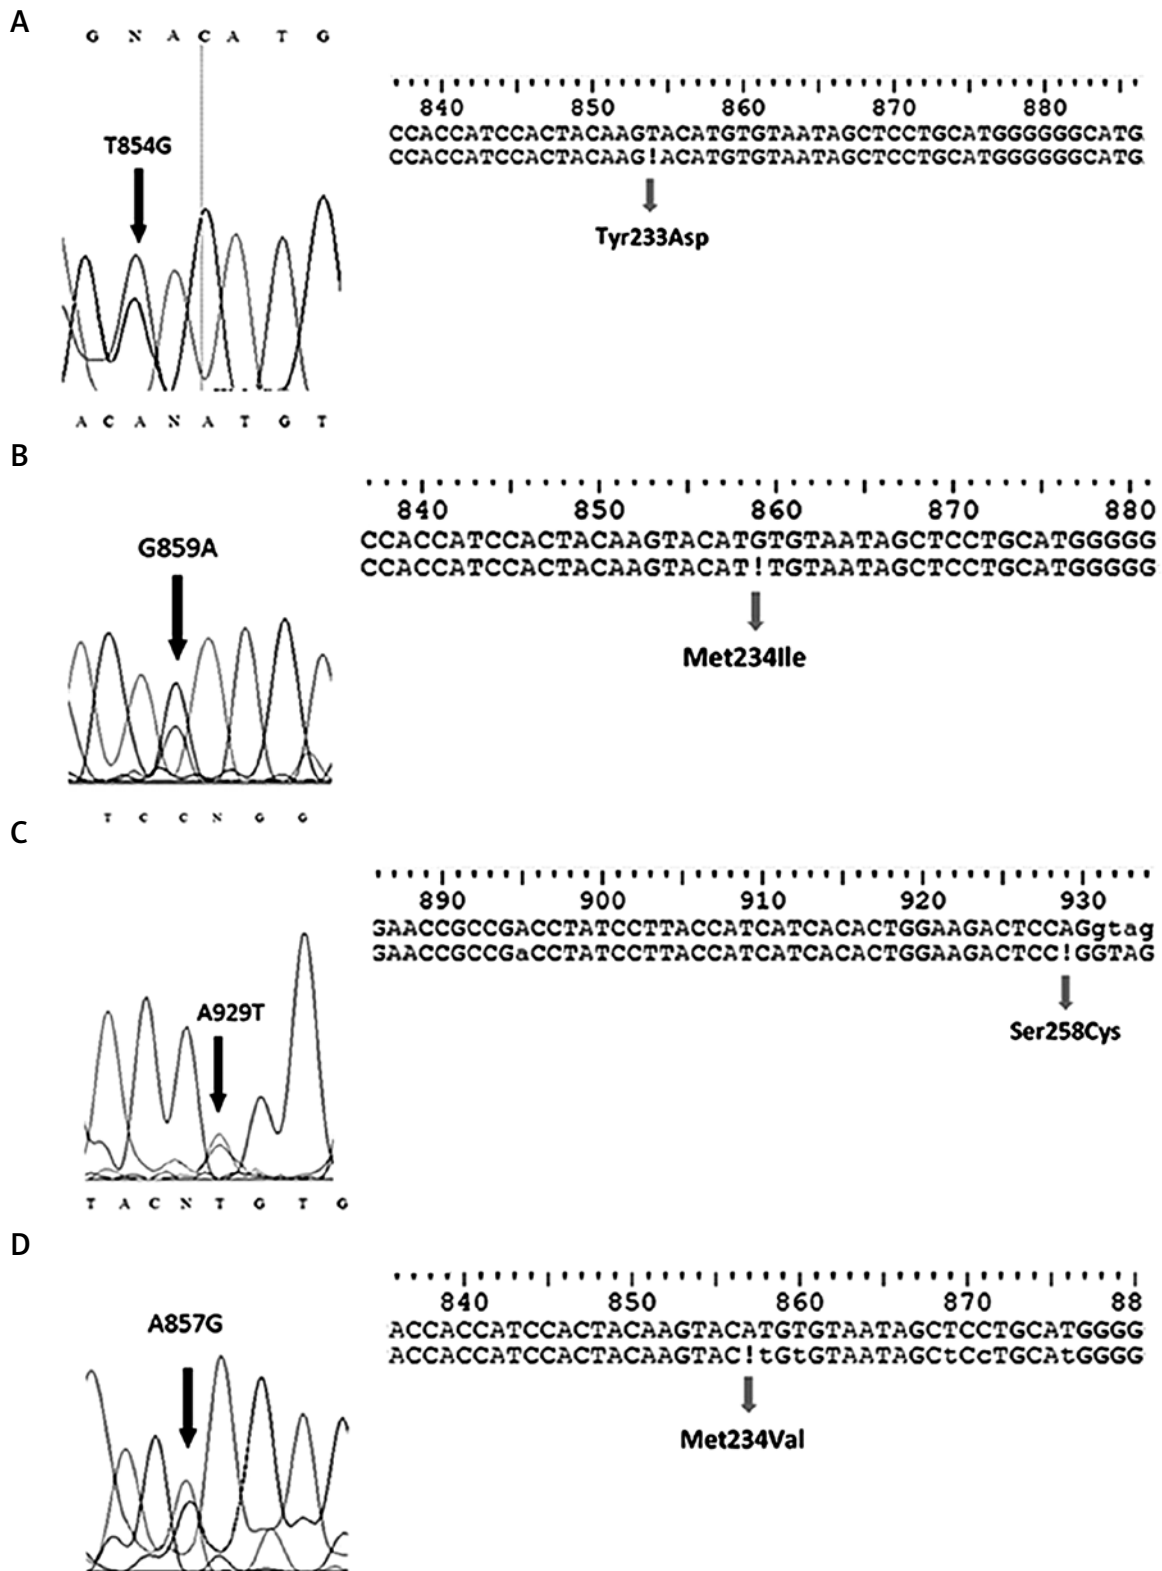 A
G N A C A T G
T854G
840 850 860 870 880
CCACCATCCACTACAAGTACATGTGTAATAGCTCCTGCATGGGGGGCATG
CCACCATCCACTACAAG!ACATGTGTAATAGCTCCTGCATGGGGGGCATG
Tyr233Asp
A C A N A T G T
B
G859A
840 850 860 870 880
CCACCATCCACTACAAGTACATGTGTAATAGCTCCTGCATGGGGG
CCACCATCCACTACAAGTACAT!TGTAATAGCTCCTGCATGGGGG
Met234Ile
T C C N G G
C
A929T
890 900 910 920 930
GAACCGCCGACCTATCCTTACCATCATCACACTGGAAGACTCCAGgtag
GAACCGCCGaCCTATCCTTACCATCATCACACTGGAAGACTCC!GGTAG
Ser258Cys
T A C N T G T G
D
A857G
840 850 860 870 88
ACCACCATCCACTACAAGTACATGTGTAATAGCTCCTGCATGGGG
ACCACCATCCACTACAAGTAC!tGtGTAATAGCtCcTGCAtGGGG
Met234Val